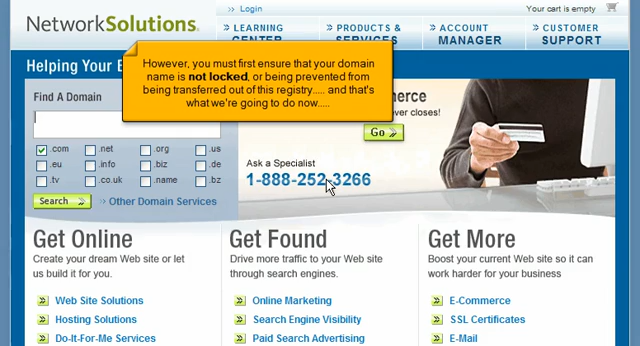 Login
Your cart is empty
NetworkSolutions
LEARNING
CENTER
PRODUCTS &
SERVICES
ACCOUNT
MANAGER
CUSTOMER
SUPPORT
However, you must first ensure that your domain
name is not locked, or being prevented from
being transferred out of this registry..... and that's
what we're going to do now.....
Helping Your
Find A Domain
.com .net .org .us
.eu .info .biz .de
.tv .co.uk .name .bz
Search
Other Domain Services
ever closes!
Go
Ask a Specialist
1-888-252-3266
Get Online
Create your dream Web site or let
us build it for you.
Web Site Solutions
Hosting Solutions
Do-It-For-Me Services
Get Found
Drive more traffic to your Web site
through search engines.
Online Marketing
Search Engine Visibility
Paid Search Advertising
Get More
Boost your current Web site so it can
work harder for your business
E-Commerce
SSL Certificates
E-Mail